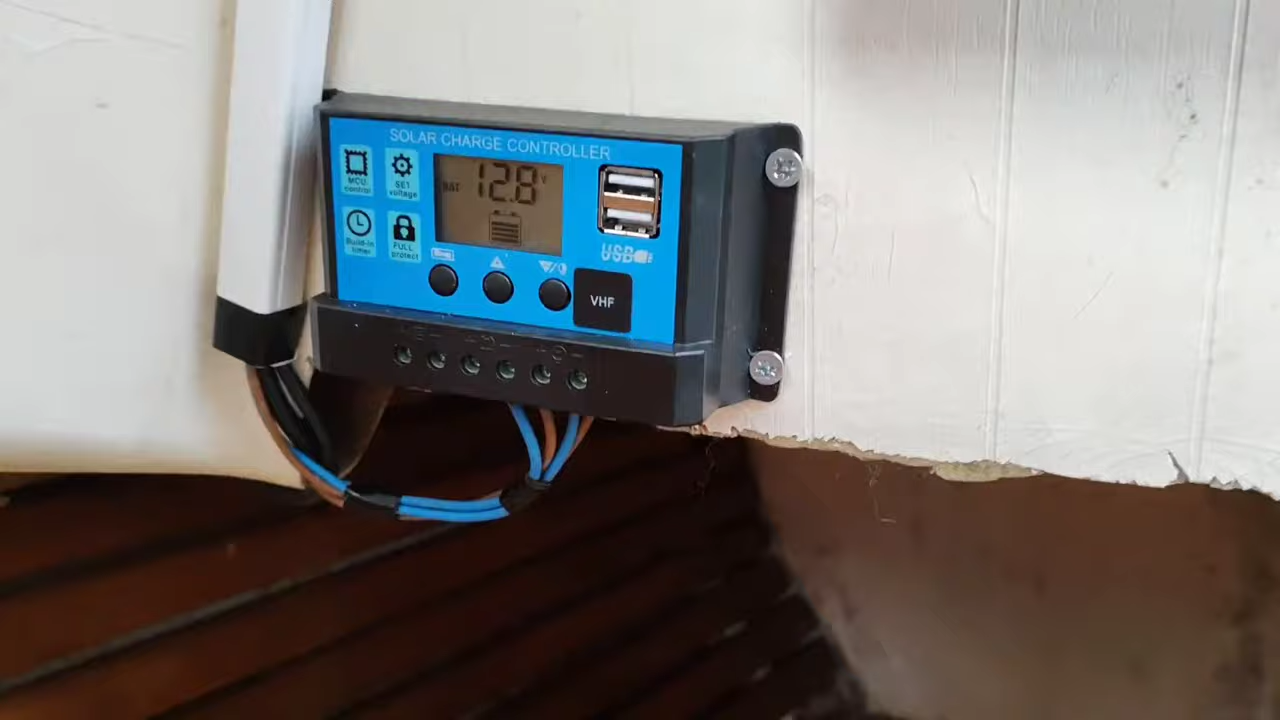 SOLAR CHARGE CONTROLLER
MCU
control
SET
voltage
BAT
12.8
V
Build-in
timer
FULL
protect
USB
VHF